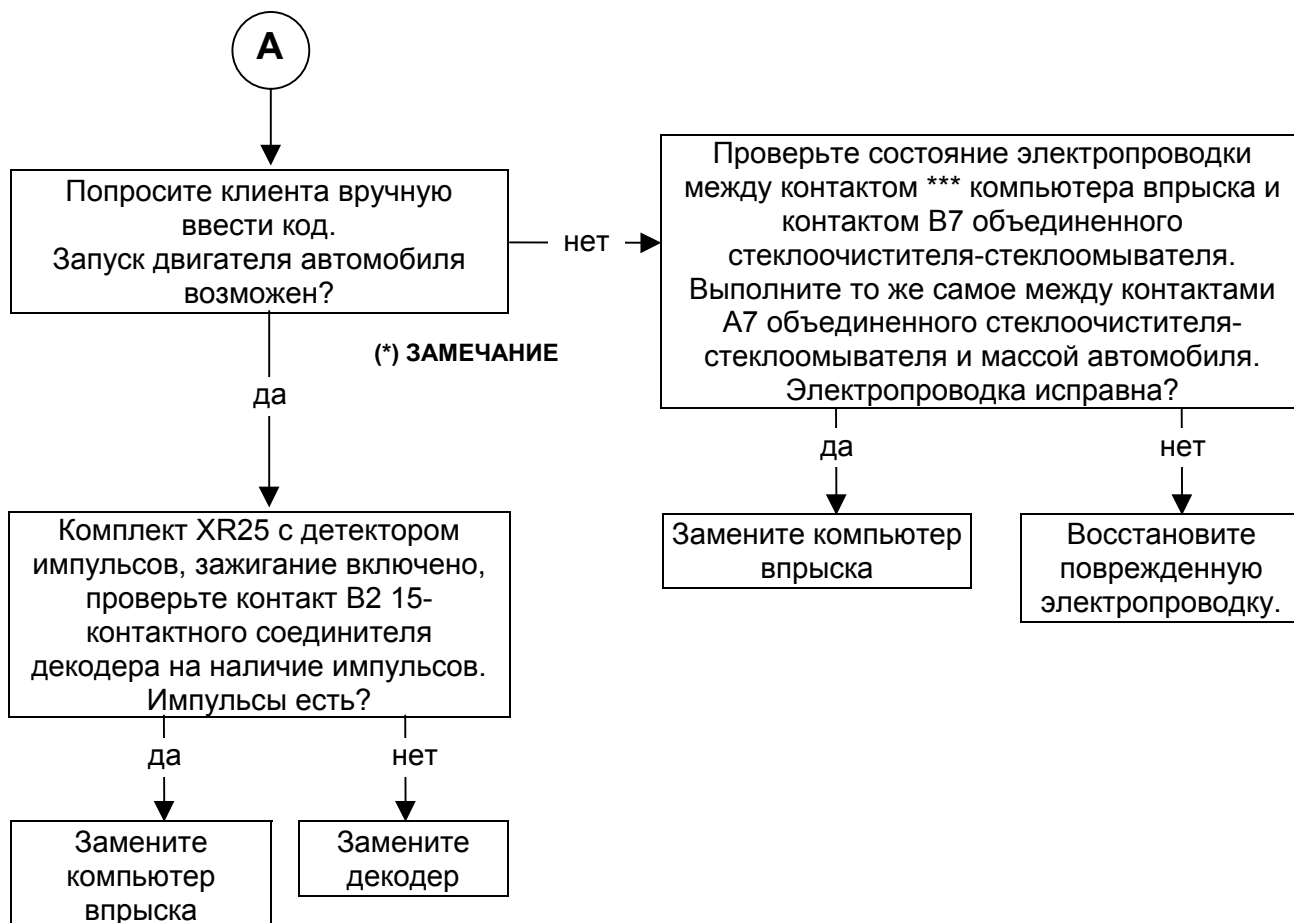 A
Попросите клиента вручную
ввести код.
Запуск двигателя автомобиля
возможен?
нет
Проверьте состояние электропроводки
между контактом *** компьютера впрыска и
контактом B7 объединенного
стеклоочистителя-стеклоомывателя.
Выполните то же самое между контактами
A7 объединенного стеклоочистителя-
стеклоомывателя и массой автомобиля.
Электропроводка исправна?
(*) ЗАМЕЧАНИЕ
да
да
нет
Замените компьютер
впрыска
Восстановите
поврежденную
электропроводку.
Комплект XR25 с детектором
импульсов, зажигание включено,
проверьте контакт B2 15-
контактного соединителя
декодера на наличие импульсов.
Импульсы есть?
да
нет
Замените
компьютер
впрыска
Замените
декодер